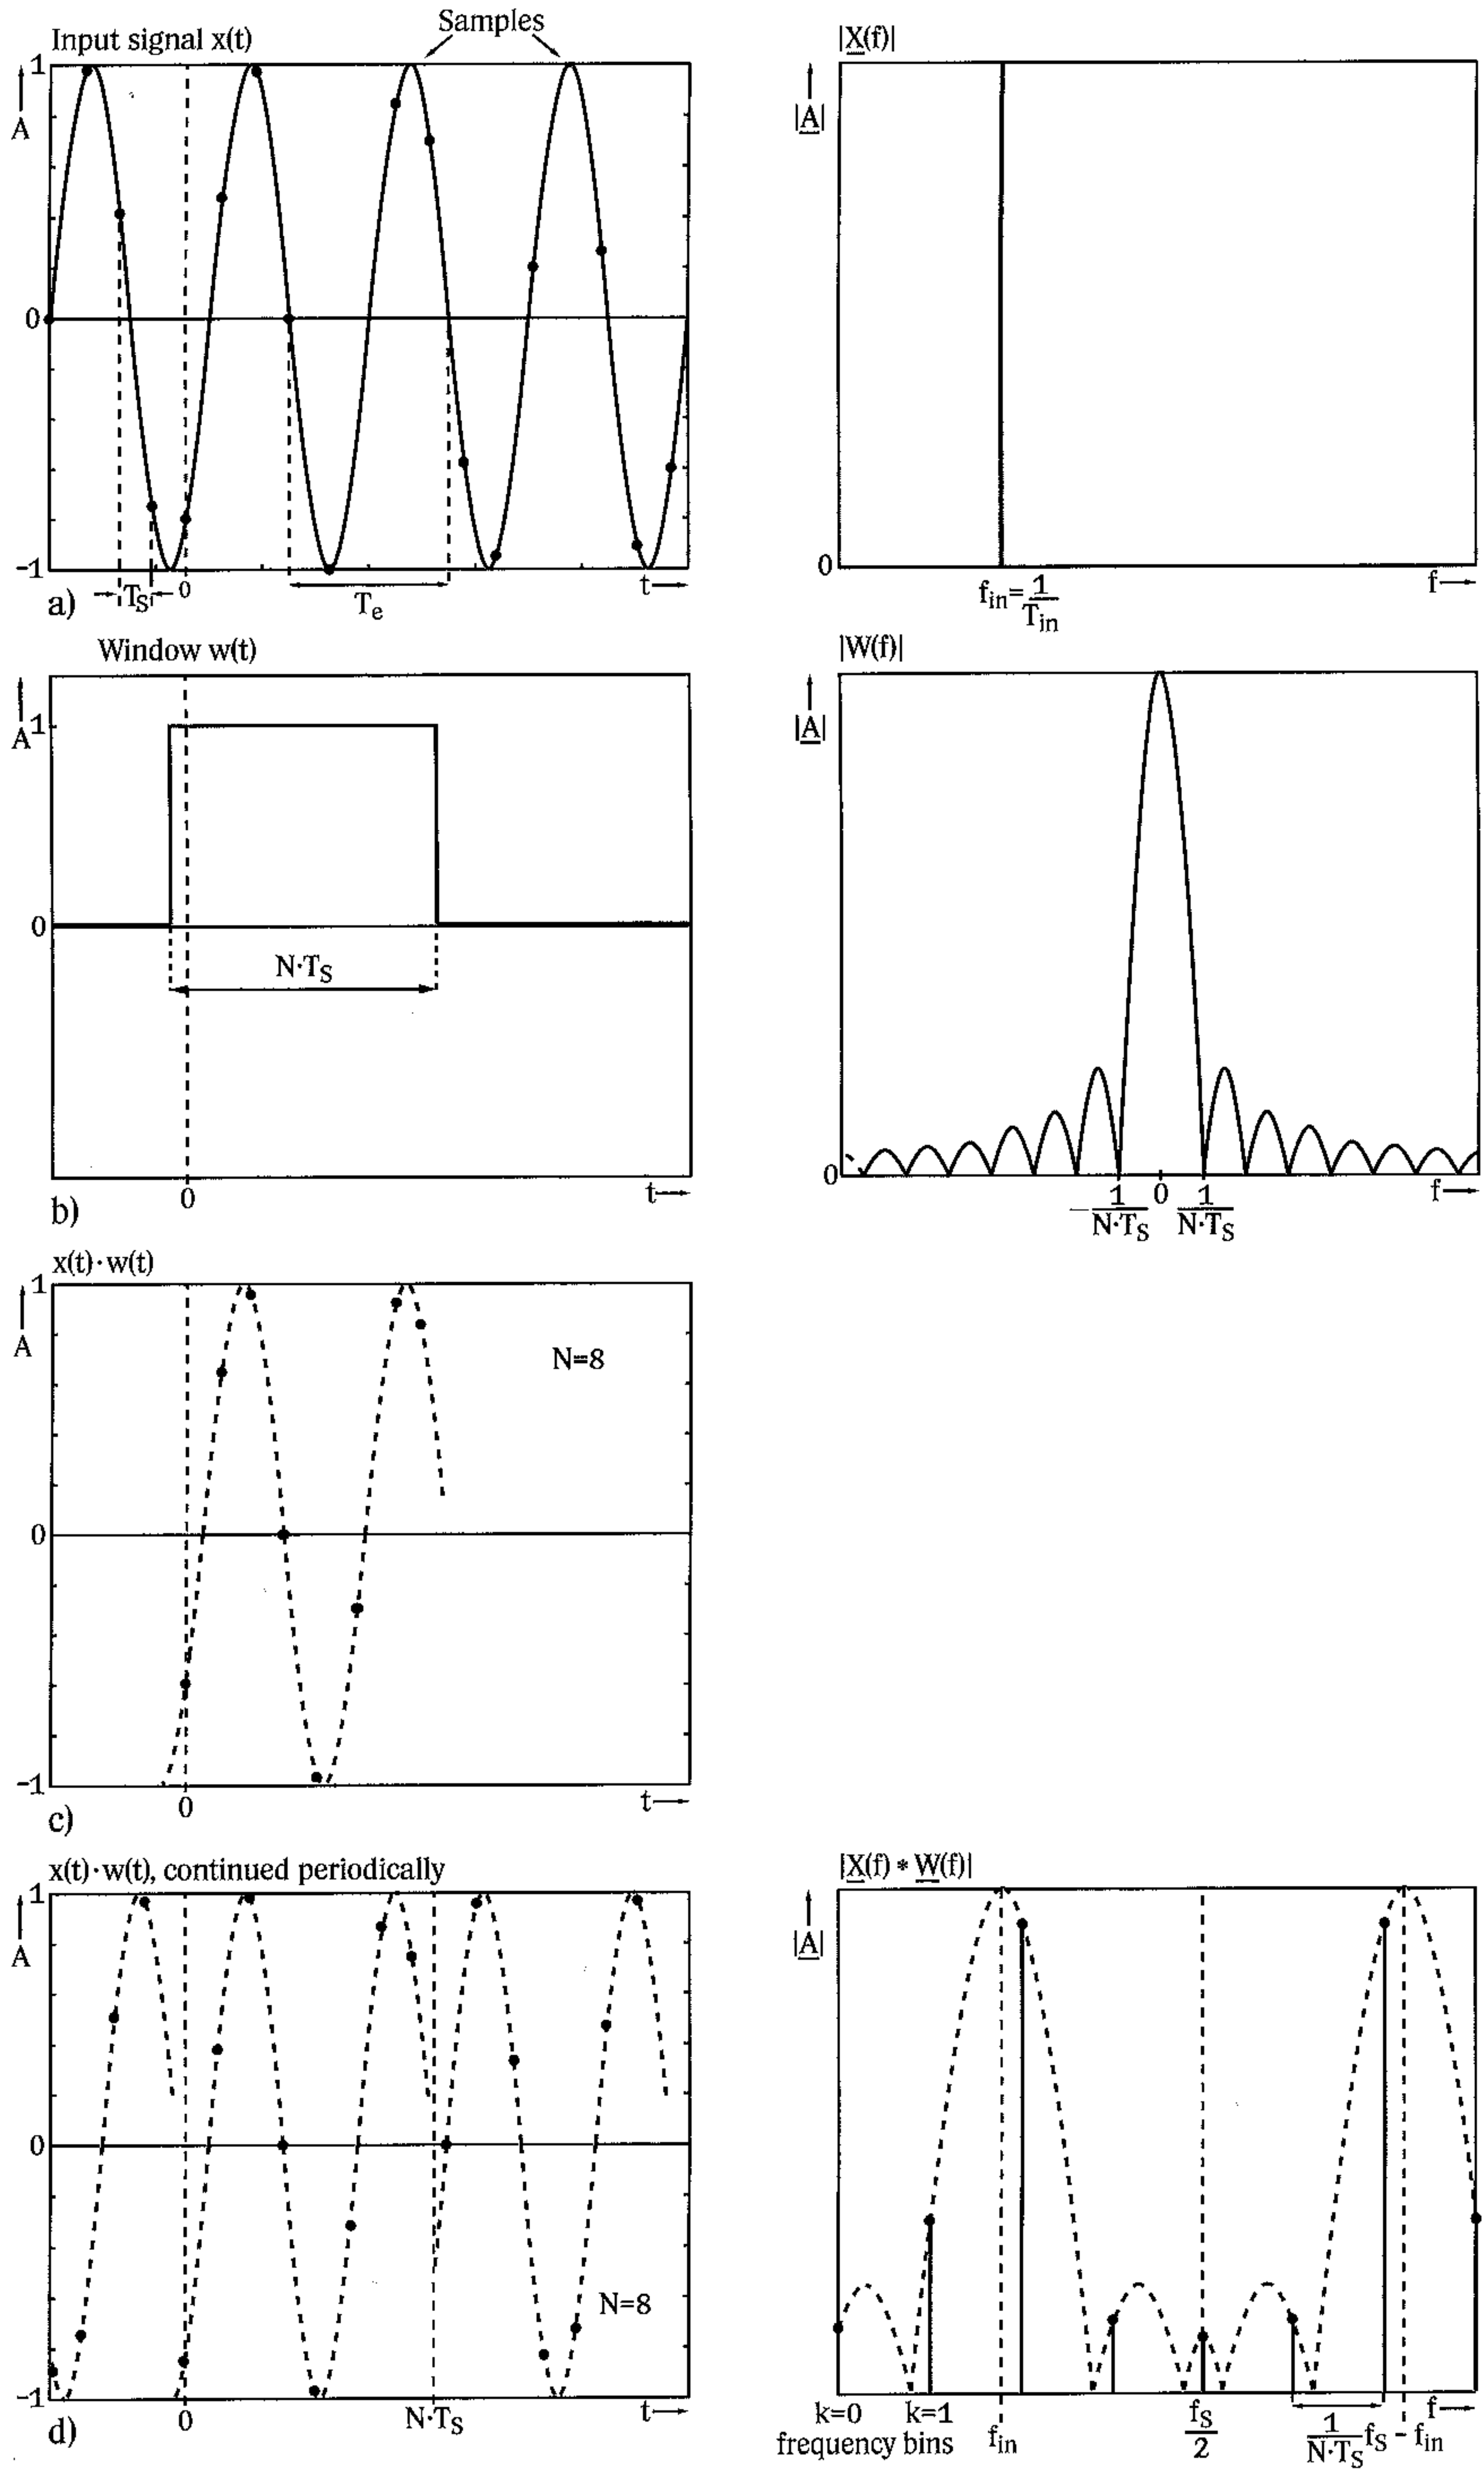 Input signal x(t)
Samples
1
A
0
-1
a)
TS
0
Te
t
|X(f)|
|A|
0
fin=1/Tin
f
Window w(t)
A
1
0
N·TS
b)
0
t
|W(f)|
|A|
0
-1/N·TS
0
1/N·TS
f
x(t)·w(t)
1
A
N=8
0
-1
c)
0
t
x(t)·w(t), continued periodically
1
A
0
N=8
-1
d)
0
N·TS
t
|X(f) * W(f)|
|A|
k=0
k=1
frequency bins
fin
fS/2
1/N·TS
fS - fin
f